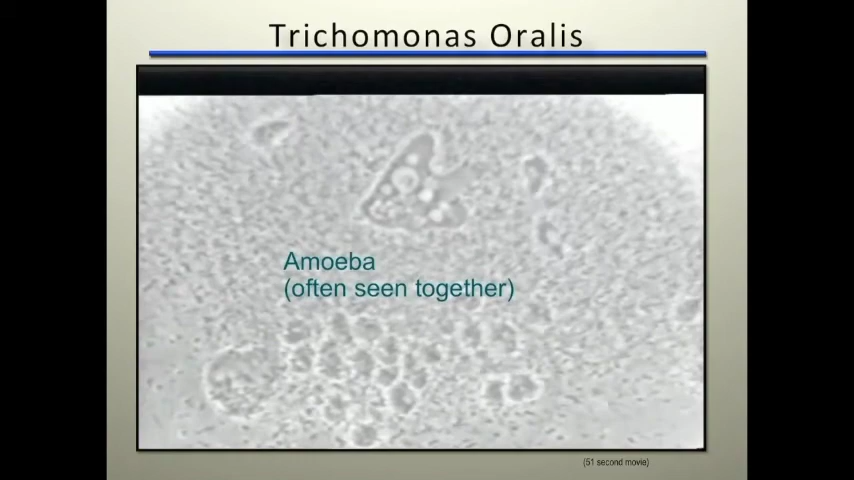 Trichomonas Oralis
Amoeba
(often seen together)
(51 second movie)